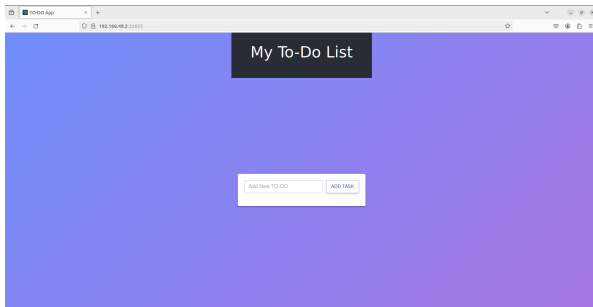 TO-DO App
192.168.49.2
My To-Do List
Add New TO-DO
ADD TASK